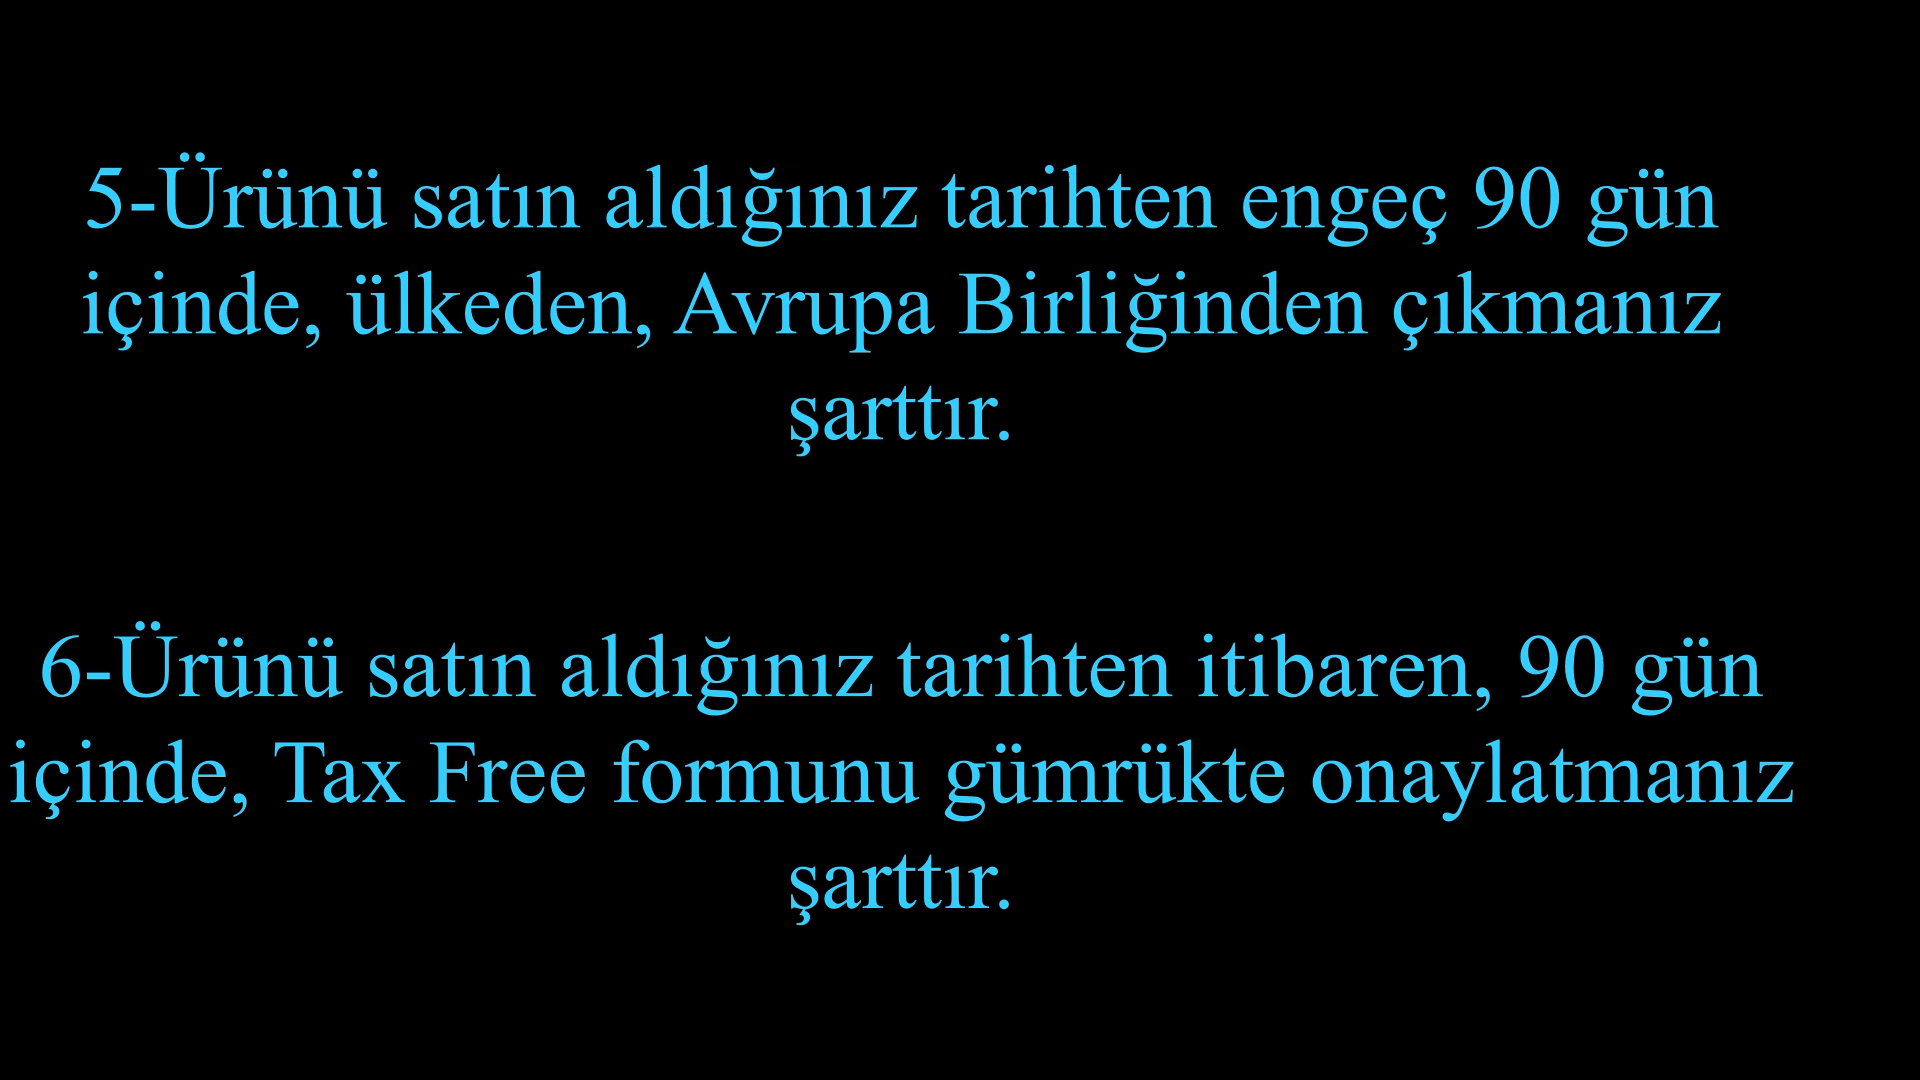 5-Ürünü satın aldığınız tarihten engeç 90 gün
içinde, ülkeden, Avrupa Birliğinden çıkmanız
şarttır.
6-Ürünü satın aldığınız tarihten itibaren, 90 gün
içinde, Tax Free formunu gümrükte onaylatmanız
şarttır.